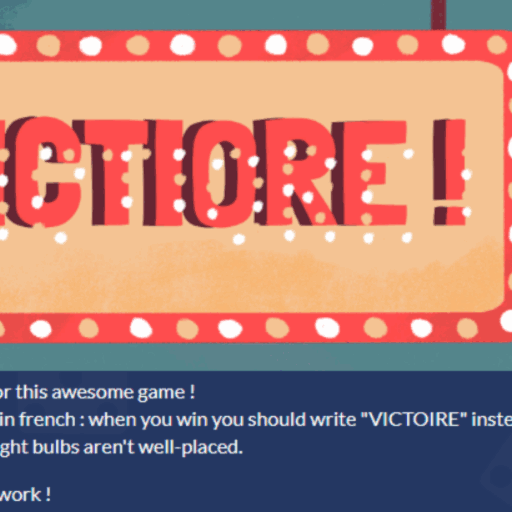 ICTIORE !
or this awesome game !
in french : when you win you should write "VICTOIRE" inste
ght bulbs aren't well-placed.
work !